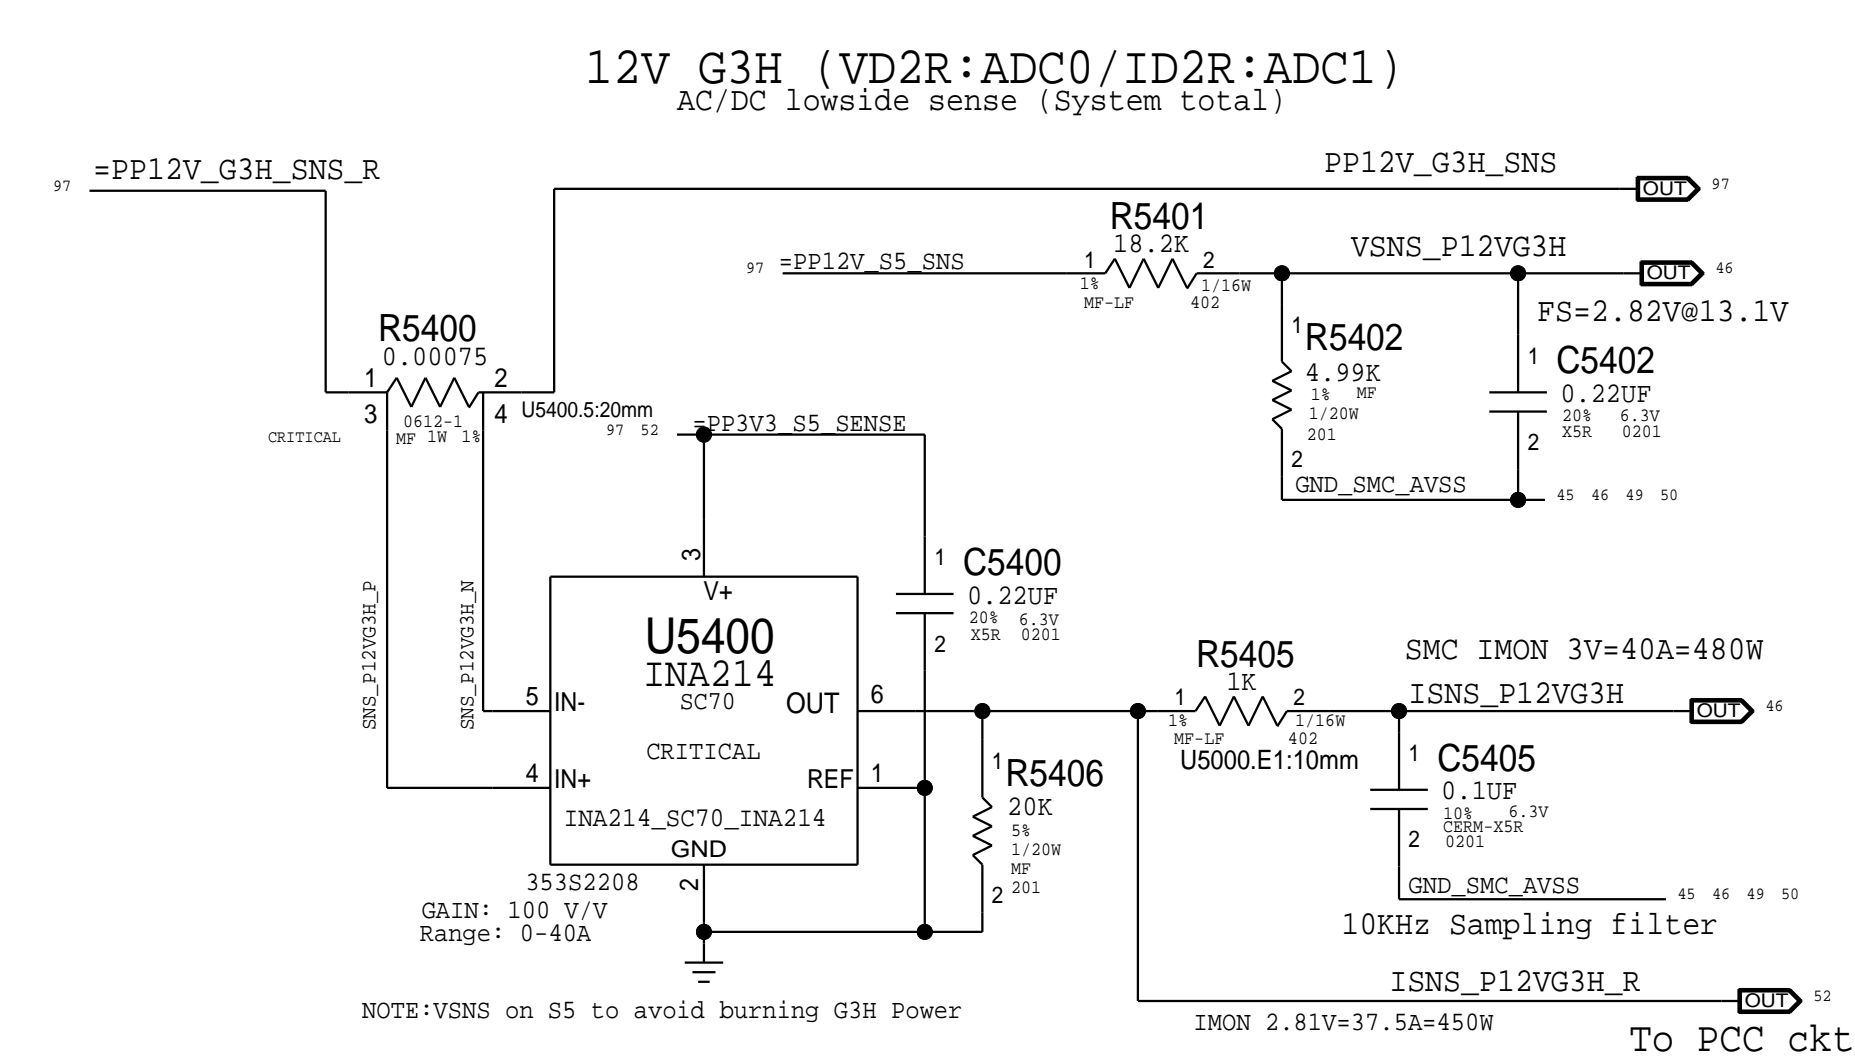 12V G3H (VD2R:ADC0/ID2R:ADC1)
AC/DC lowside sense (System total)
97 =PP12V_G3H_SNS_R
PP12V_G3H_SNS
OUT 97
R5401
18.2K
97 =PP12V_S5_SNS
1 2
1% 1/16W
MF-LF 402
VSNS_P12VG3H
OUT 46
FS=2.82V@13.1V
R5400
0.00075
1 2
3 4
0612-1
MF 1W 1%
CRITICAL
U5400.5:20mm
97 52 =PP3V3_S5_SENSE
1
R5402
4.99K
1% MF
1/20W
201
2
1
C5402
0.22UF
20% 6.3V
X5R 0201
2
GND_SMC_AVSS
45 46 49 50
SNS_P12VG3H_P
SNS_P12VG3H_N
3
V+
U5400
INA214
SC70
5 IN-
OUT 6
CRITICAL
4 IN+
REF 1
INA214_SC70_INA214
GND
2
353S2208
GAIN: 100 V/V
Range: 0-40A
1
C5400
0.22UF
20% 6.3V
X5R 0201
2
1
R5406
20K
5%
1/20W
MF
201
2
R5405
1K
1 2
1% 1/16W
MF-LF 402
U5000.E1:10mm
SMC IMON 3V=40A=480W
ISNS_P12VG3H
OUT 46
1
C5405
0.1UF
10% 6.3V
CERM-X5R
0201
2
GND_SMC_AVSS
45 46 49 50
10KHz Sampling filter
ISNS_P12VG3H_R
OUT 52
IMON 2.81V=37.5A=450W
To PCC ckt
NOTE:VSNS on S5 to avoid burning G3H Power